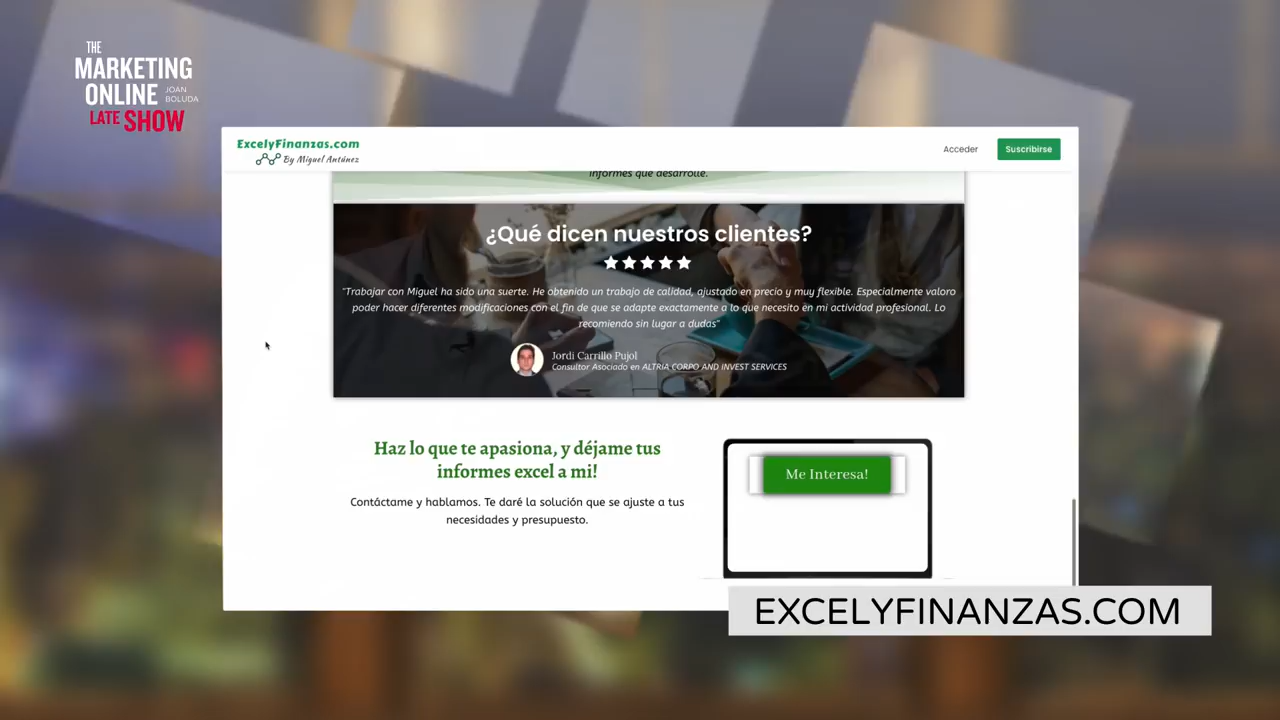 THE
MARKETING
ONLINE
JOAN
BOLUDA
LATE SHOW
ExcelyFinanzas.com
By Miguel Antúnez
Acceder
Suscribirse
informes que desarrolle.
¿Qué dicen nuestros clientes?
"Trabajar con Miguel ha sido una suerte. He obtenido un trabajo de calidad, ajustado en precio y muy flexible. Especialmente valoro
poder hacer diferentes modificaciones con el fin de que se adapte exactamente a lo que necesito en mi actividad profesional. Lo
recomiendo sin lugar a dudas"
Jordi Carrillo Pujol
Consultor Asociado en ALTRIA CORPO AND INVEST SERVICES
Haz lo que te apasiona, y déjame tus
informes excel a mi!
Contáctame y hablamos. Te daré la solución que se ajuste a tus
necesidades y presupuesto.
Me Interesa!
EXCELYFINANZAS.COM